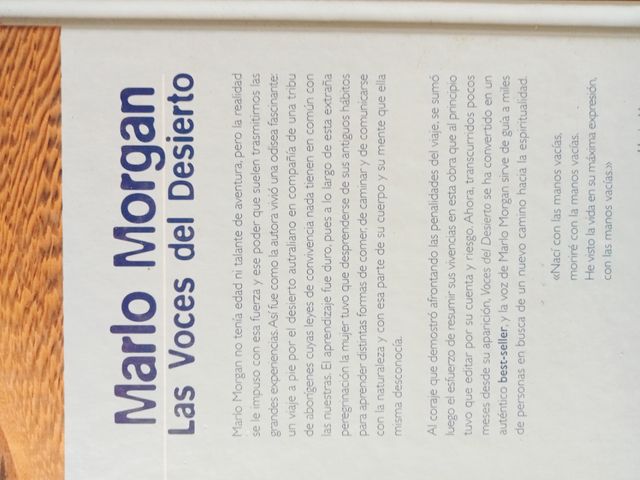 Marlo Morgan
Las Voces del Desierto
Marlo Morgan no tenía edad ni talante de aventura, pero la realidad
se le impuso con esa fuerza y ese poder que suelen trasmitirnos las
grandes experiencias. Así fue como la autora vivió una odisea fascinante:
un viaje a pie por el desierto autraliano en compañía de una tribu
de aborígenes cuyas leyes de convivencia nada tienen en común con
las nuestras. El aprendizaje fue duro, pues a lo largo de esta extraña
peregrinación la mujer tuvo que desprenderse de sus antiguos hábitos
para aprender distintas formas de comer, de caminar y de comunicarse
con la naturaleza y con esa parte de su cuerpo y su mente que ella
misma desconocía.
Al coraje que demostró afrontando las penalidades del viaje, se sumó
luego el esfuerzo de resumir sus vivencias en esta obra que al principio
tuvo que editar por su cuenta y riesgo. Ahora, transcurridos pocos
meses desde su aparición, Voces del Desierto se ha convertido en un
auténtico best-seller, y la voz de Marlo Morgan sirve de guía a miles
de personas en busca de un nuevo camino hacia la espiritualidad.
«Nací con las manos vacías,
moriré con la manos vacías.
He visto la vida en su máxima expresión,
con las manos vacías»